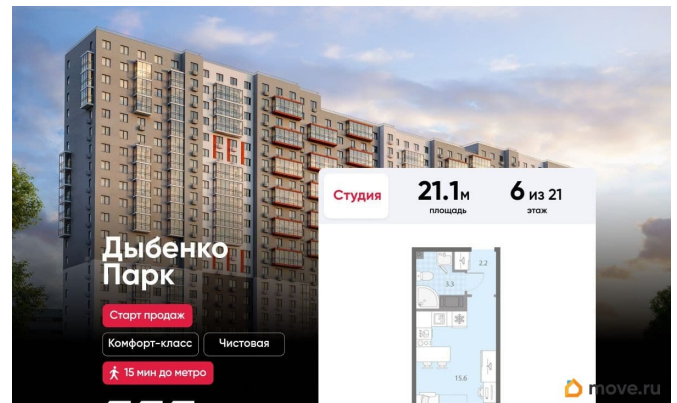 Студия
21.1м
площадь
6 из 21
этаж
Дыбенко
Парк
Старт продаж
Комфорт-класс
Чистовая
15 мин до метро
2.2
3.3
15.6
move.ru